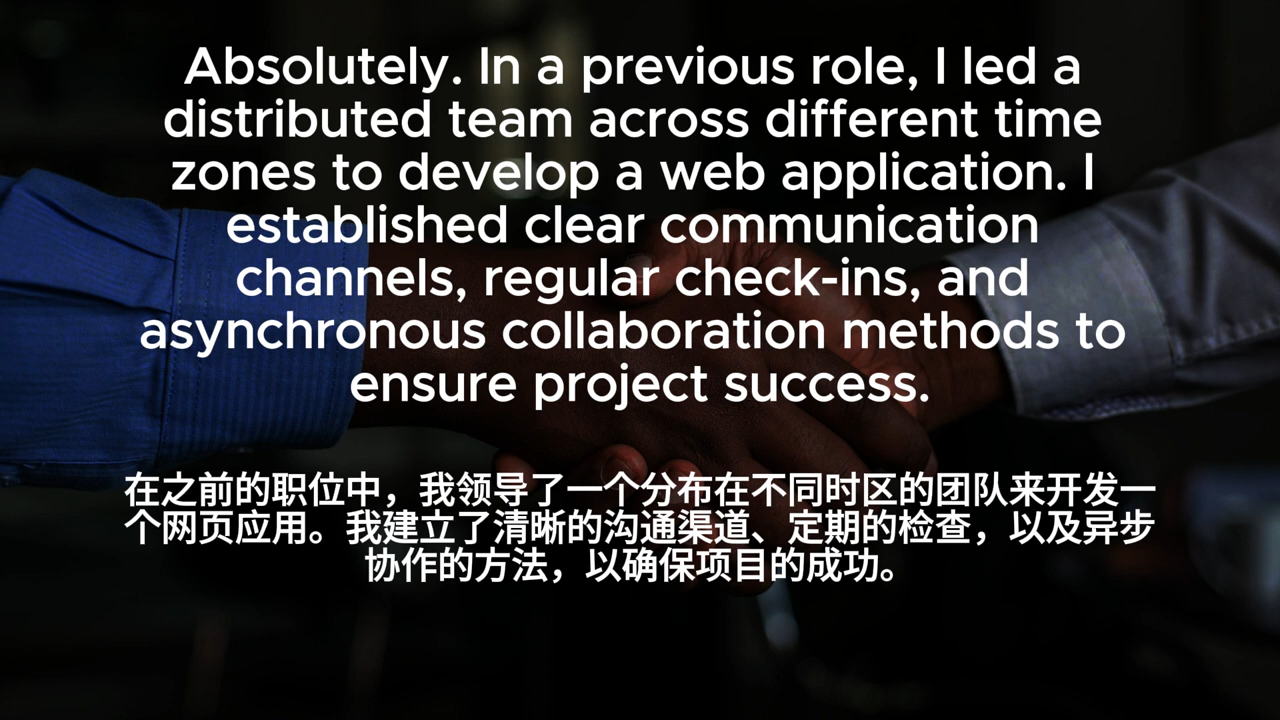 Absolutely. In a previous role, I led a
distributed team across different time
zones to develop a web application. I
established clear communication
channels, regular check-ins, and
asynchronous collaboration methods to
ensure project success.
在之前的职位中，我领导了一个分布在不同时区的团队来开发一
个网页应用。我建立了清晰的沟通渠道、定期的检查，以及异步
协作的方法，以确保项目的成功。